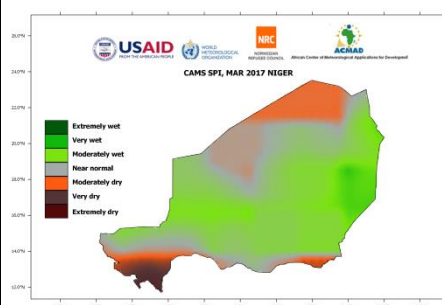 USAID
FROM THE AMERICAN PEOPLE
WORLD
METEOROLOGICAL
ORGANIZATION
NRC
NORWEGIAN
REFUGEE COUNCIL
ACMAD
African Center of Meteorological Applications for Development
CAMS SPI, MAR 2017 NIGER
26.0°N
24.0°N
22.0°N
20.0°N
18.0°N
16.0°N
14.0°N
12.0°N
Extremely wet
Very wet
Moderately wet
Near normal
Moderately dry
Very dry
Extremely dry